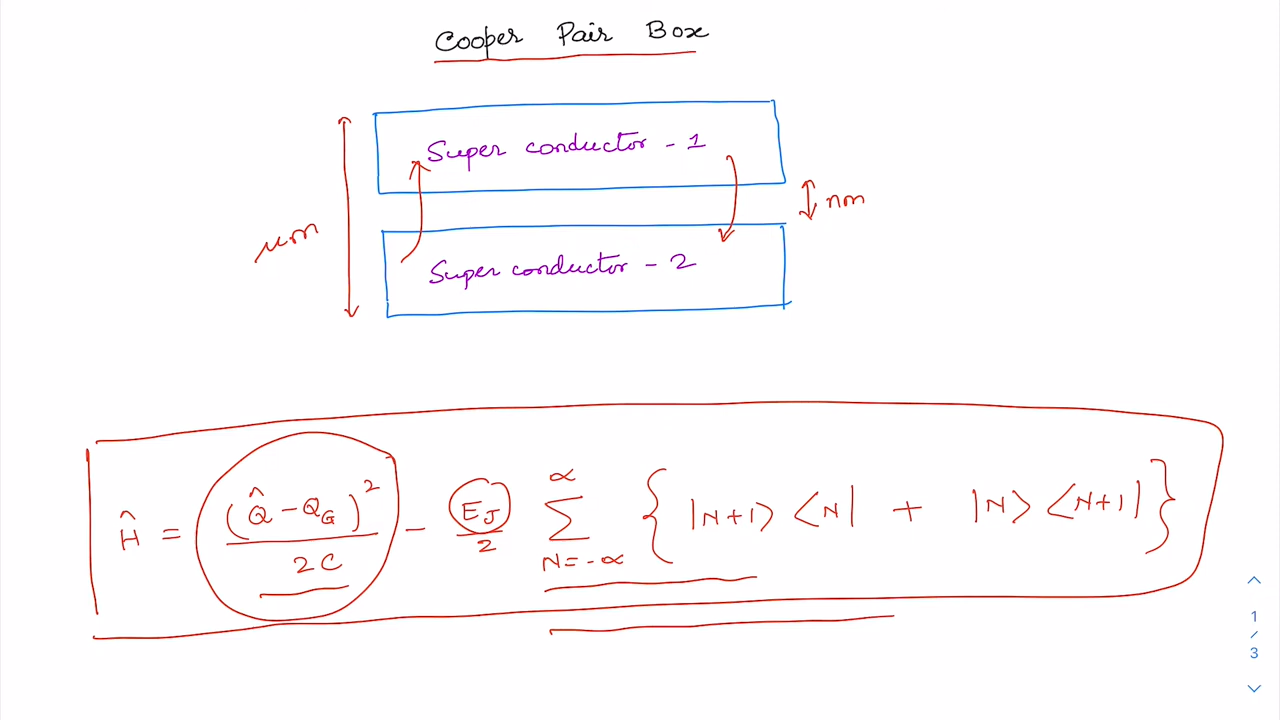 Cooper Pair Box
Super conductor - 1
nm
μm
Super conductor - 2
Ĥ = (Q̂ - Q_G)² / 2C - E_J / 2 ∑_{N=-∝}^{∝} { |N+1⟩ ⟨N| + |N⟩ ⟨N+1| }
1
/
3